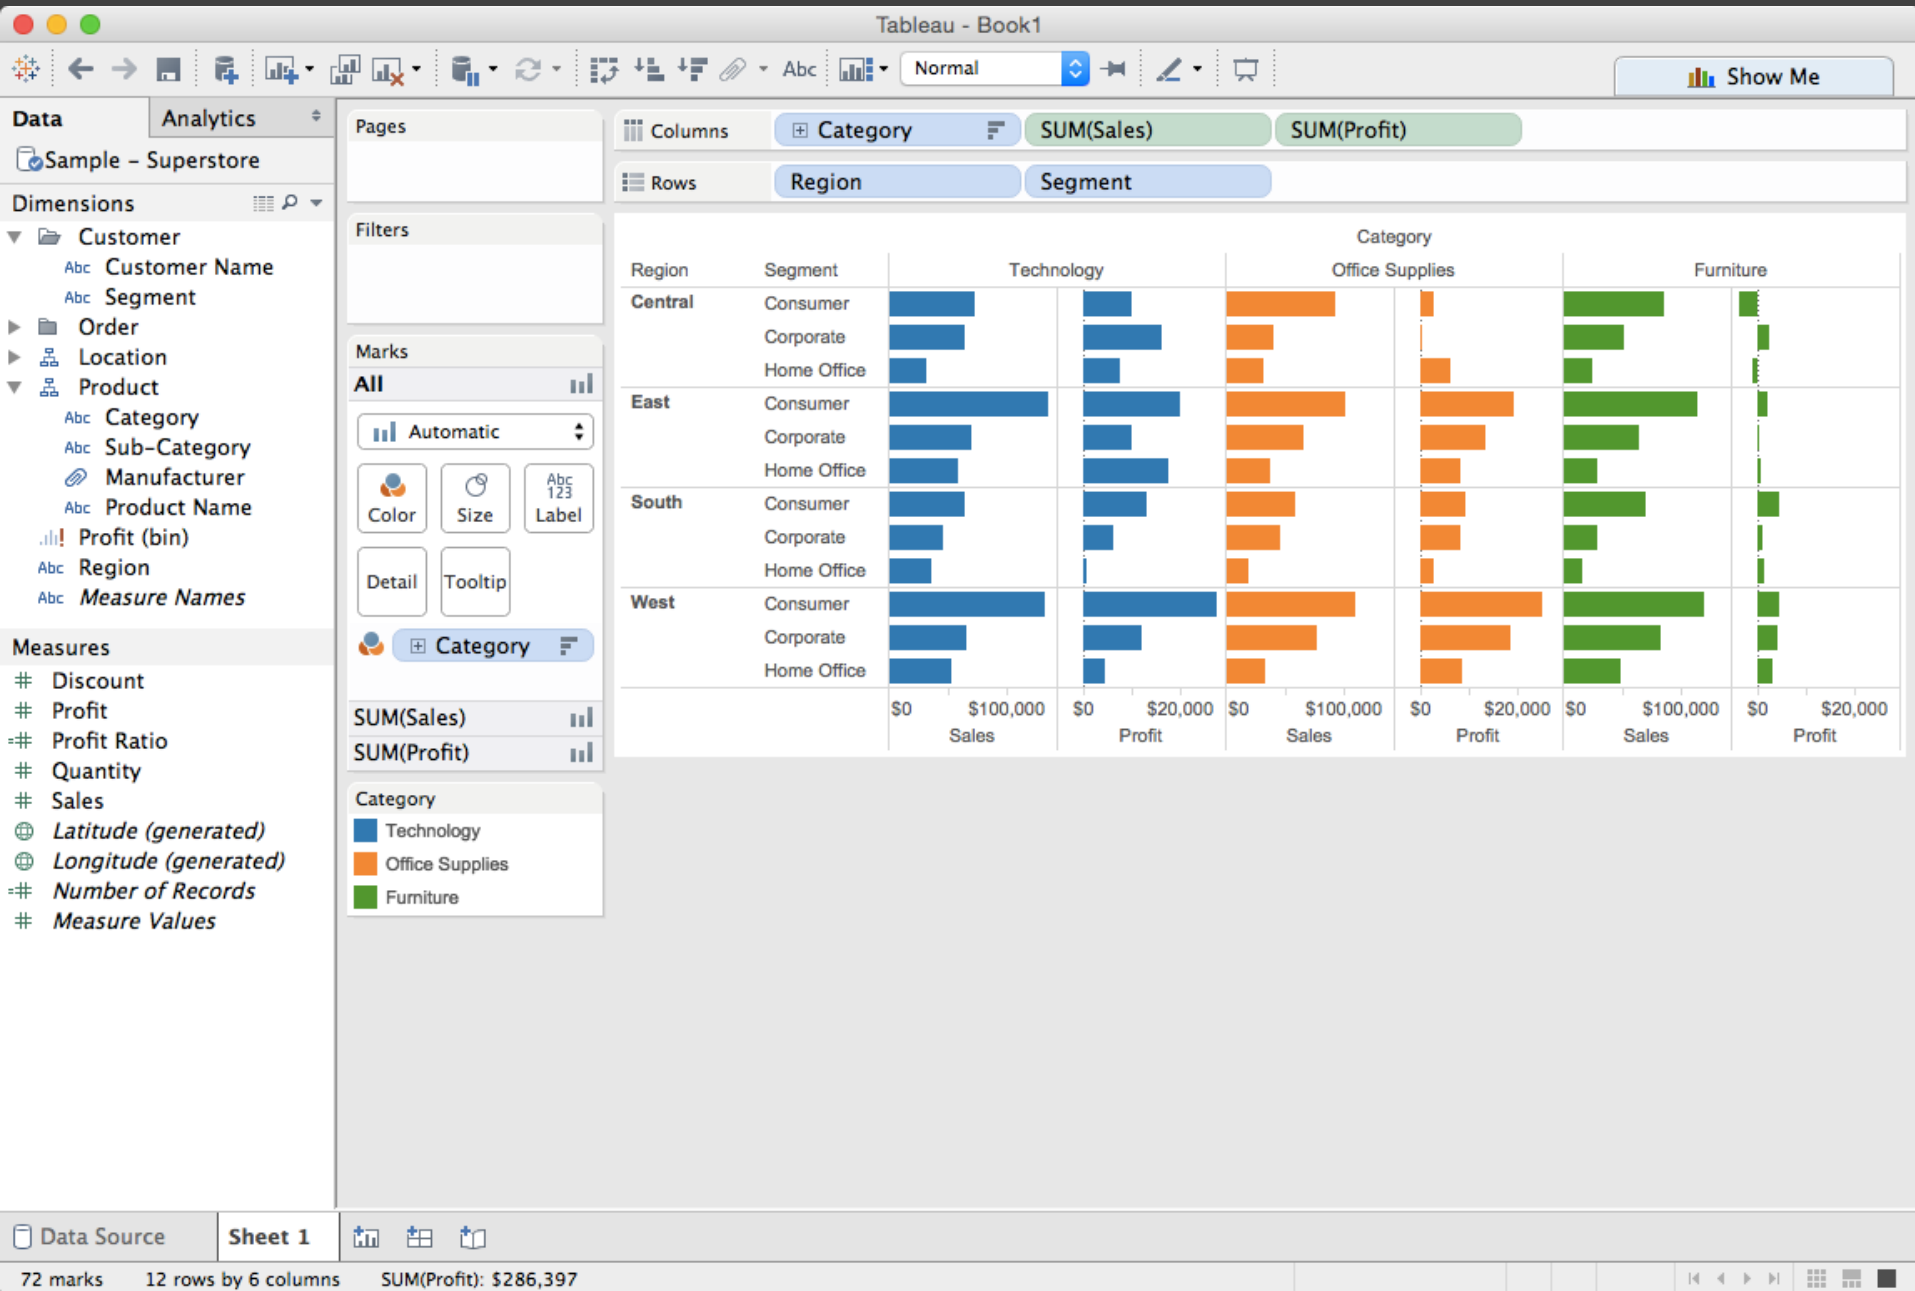 Tableau - Book1
Abc
Normal
Show Me
Data
Analytics
Sample – Superstore
Dimensions
Customer
Abc Customer Name
Abc Segment
Order
Location
Product
Abc Category
Abc Sub-Category
Manufacturer
Abc Product Name
Profit (bin)
Abc Region
Abc Measure Names
Measures
# Discount
# Profit
=# Profit Ratio
# Quantity
# Sales
Latitude (generated)
Longitude (generated)
=# Number of Records
# Measure Values
Pages
Filters
Marks
All
Automatic
Color
Size
Abc
123
Label
Detail
Tooltip
Category
SUM(Sales)
SUM(Profit)
Category
Technology
Office Supplies
Furniture
Columns Category SUM(Sales) SUM(Profit)
Rows Region Segment
Category
Region Segment Technology Office Supplies Furniture
Central Consumer
Corporate
Home Office
East Consumer
Corporate
Home Office
South Consumer
Corporate
Home Office
West Consumer
Corporate
Home Office
$0 $100,000 $0 $20,000 $0 $100,000 $0 $20,000 $0 $100,000 $0 $20,000
Sales Profit Sales Profit Sales Profit
Data Source
Sheet 1
72 marks 12 rows by 6 columns SUM(Profit): $286,397